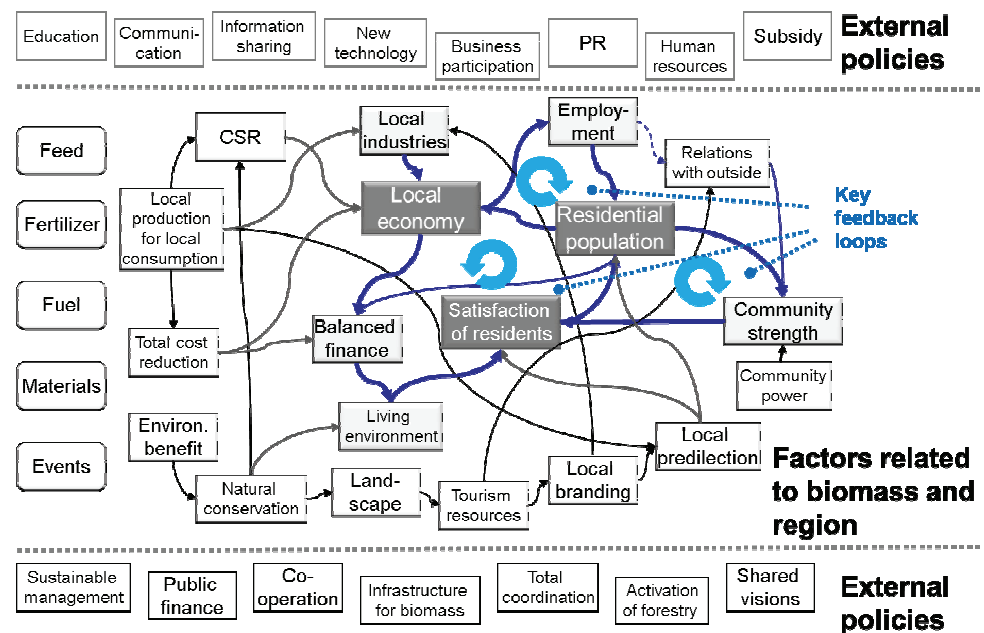 Education
Communi-
cation
Information
sharing
New
technology
Business
participation
PR
Human
resources
Subsidy
External
policies
Feed
Fertilizer
Fuel
Materials
Events
CSR
Local
industries
Employ-
ment
Relations
with outside
Local
production
for local
consumption
Local
economy
Residential
population
Key
feedback
loops
Total cost
reduction
Balanced
finance
Satisfaction
of residents
Community
strength
Community
power
Environ.
benefit
Living
environment
Local
predilection
Natural
conservation
Land-
scape
Tourism
resources
Local
branding
Factors related
to biomass and
region
Sustainable
management
Public
finance
Co-
operation
Infrastructure
for biomass
Total
coordination
Activation
of forestry
Shared
visions
External
policies